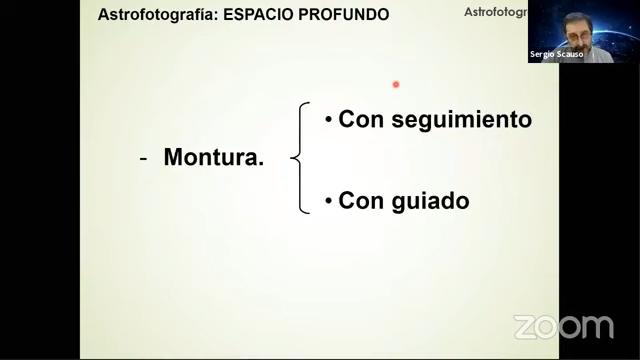 Astrofotografía: ESPACIO PROFUNDO
Astrofotogra
Sergio Scauso
• Con seguimiento
- Montura.
• Con guiado
zoom